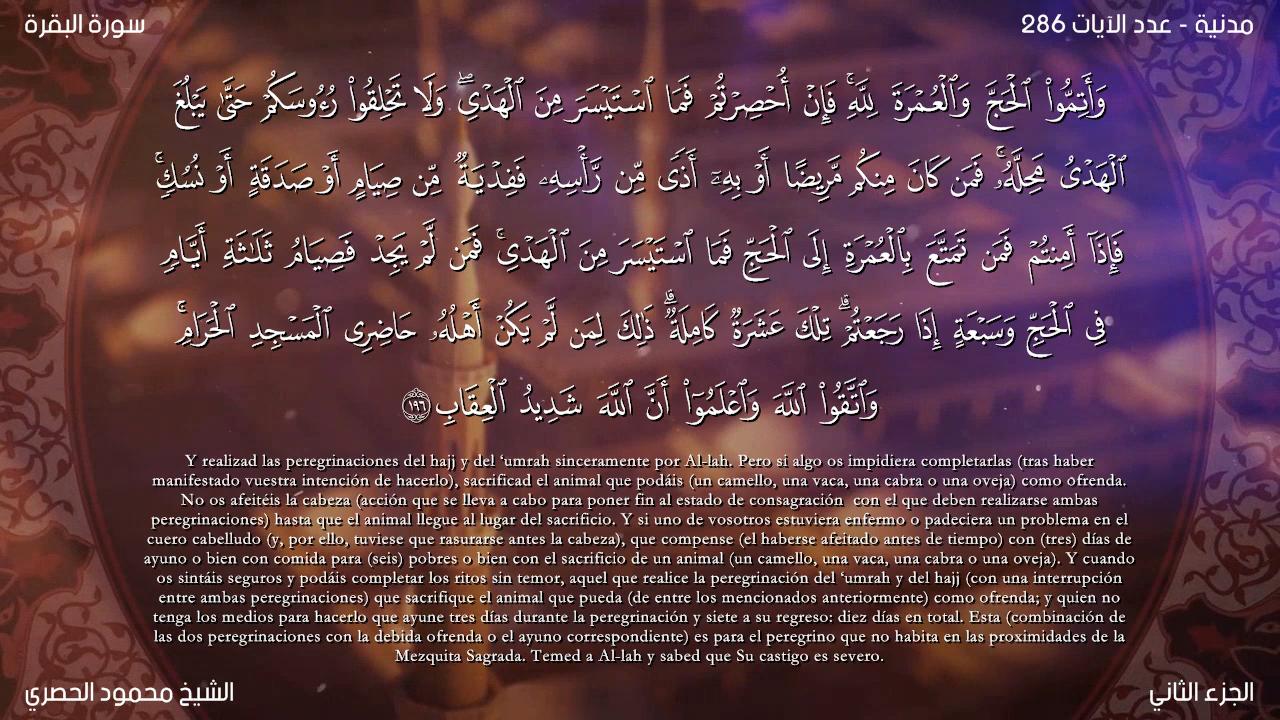 سورة البقرة
مدنية - عدد الآيات 286
وَأَتِمُّوا۟ ٱلْحَجَّ وَٱلْعُمْرَةَ لِلَّهِ ۚ فَإِنْ أُحْصِرْتُمْ فَمَا ٱسْتَيْسَرَ مِنَ ٱلْهَدْىِ ۖ وَلَا تَحْلِقُوا۟ رُءُوسَكُمْ حَتَّىٰ يَبْلُغَ
ٱلْهَدْىُ مَحِلَّهُۥ ۚ فَمَن كَانَ مِنكُم مَّرِيضًا أَوْ بِهِۦٓ أَذًى مِّن رَّأْسِهِۦ فَفِدْيَةٌ مِّن صِيَامٍ أَوْ صَدَقَةٍ أَوْ نُسُكٍ ۚ
فَإِذَآ أَمِنتُمْ فَمَن تَمَتَّعَ بِٱلْعُمْرَةِ إِلَى ٱلْحَجِّ فَمَا ٱسْتَيْسَرَ مِنَ ٱلْهَدْىِ ۚ فَمَن لَّمْ يَجِدْ فَصِيَامُ ثَلَٰثَةِ أَيَّامٍ
فِى ٱلْحَجِّ وَسَبْعَةٍ إِذَا رَجَعْتُمْ ۗ تِلْكَ عَشَرَةٌ كَامِلَةٌ ۗ ذَٰلِكَ لِمَن لَّمْ يَكُنْ أَهْلُهُۥ حَاضِرِى ٱلْمَسْجِدِ ٱلْحَرَامِ ۚ
وَٱتَّقُوا۟ ٱللَّهَ وَٱعْلَمُوٓا۟ أَنَّ ٱللَّهَ شَدِيدُ ٱلْعِقَابِ ١٩٦
Y realizad las peregrinaciones del hajj y del ‘umrah sinceramente por Al-lah. Pero si algo os impidiera completarlas (tras haber
manifestado vuestra intención de hacerlo), sacrificad el animal que podáis (un camello, una vaca, una cabra o una oveja) como ofrenda.
No os afeitéis la cabeza (acción que se lleva a cabo para poner fin al estado de consagración con el que deben realizarse ambas
peregrinaciones) hasta que el animal llegue al lugar del sacrificio. Y si uno de vosotros estuviera enfermo o padeciera un problema en el
cuero cabelludo (y, por ello, tuviese que rasurarse antes la cabeza), que compense (el haberse afeitado antes de tiempo) con (tres) días de
ayuno o bien con comida para (seis) pobres o bien con el sacrificio de un animal (un camello, una vaca, una cabra o una oveja). Y cuando
os sintáis seguros y podáis completar los ritos sin temor, aquel que realice la peregrinación del ‘umrah y del hajj (con una interrupción
entre ambas peregrinaciones) que sacrifique el animal que pueda (de entre los mencionados anteriormente) como ofrenda; y quien no
tenga los medios para hacerlo que ayune tres días durante la peregrinación y siete a su regreso: diez días en total. Esta (combinación de
las dos peregrinaciones con la debida ofrenda o el ayuno correspondiente) es para el peregrino que no habita en las proximidades de la
Mezquita Sagrada. Temed a Al-lah y sabed que Su castigo es severo.
الشيخ محمود الحصري
الجزء الثاني